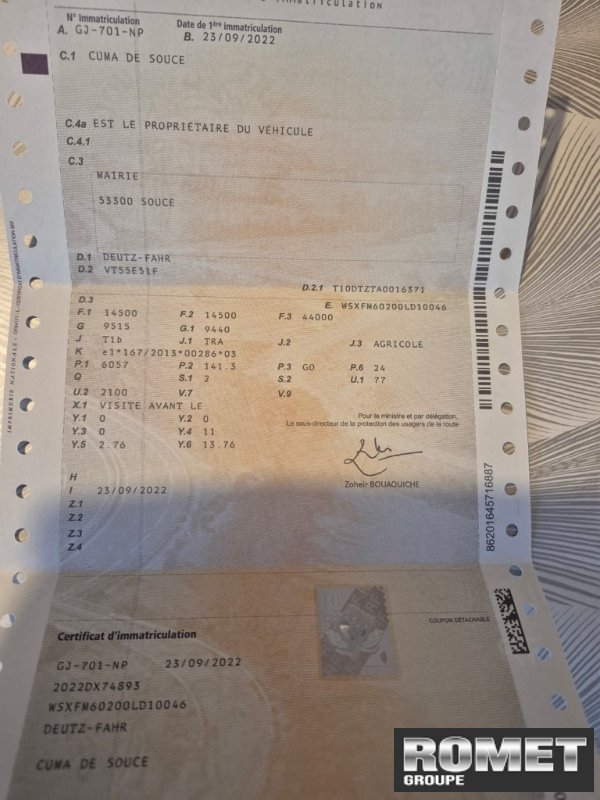 N° Immatriculation Date de 1ère immatriculation
A. GJ-701-NP B. 23/09/2022
C.1 CUMA DE SOUCE
C.4a EST LE PROPRIÉTAIRE DU VÉHICULE
C.4.1
C.3
MAIRIE
53300 SOUCE
D.1 DEUTZ-FAHR
D.2 VT55E51F D.2.1 T10DTZTA0016371
D.3 E. WSXFM60200LD10046
F.1 14500 F.2 14500 F.3 44000
G 9515 G.1 9440
J T1b J.1 TRA J.2 J.3 AGRICOLE
K e1*167/2013*00286*03
P.1 6057 P.2 141.3 P.3 GO P.6 24
Q S.1 2 S.2 U.1 77
U.2 2100 V.7 V.9
X.1 VISITE AVANT LE
Y.1 0 Y.2 0
Y.3 0 Y.4 11
Y.5 2.76 Y.6 13.76
Pour le ministre et par délégation,
Le sous-directeur de la protection des usagers de la route
Zoheir BOUAOUICHE
H
I 23/09/2022
Z.1
Z.2
Z.3
Z.4
86201645716887
COUPON DÉTACHABLE
Certificat d'immatriculation
GJ-701-NP 23/09/2022
2022DX74893
WSXFM60200LD10046
DEUTZ-FAHR
CUMA DE SOUCE
ROMET
GROUPE